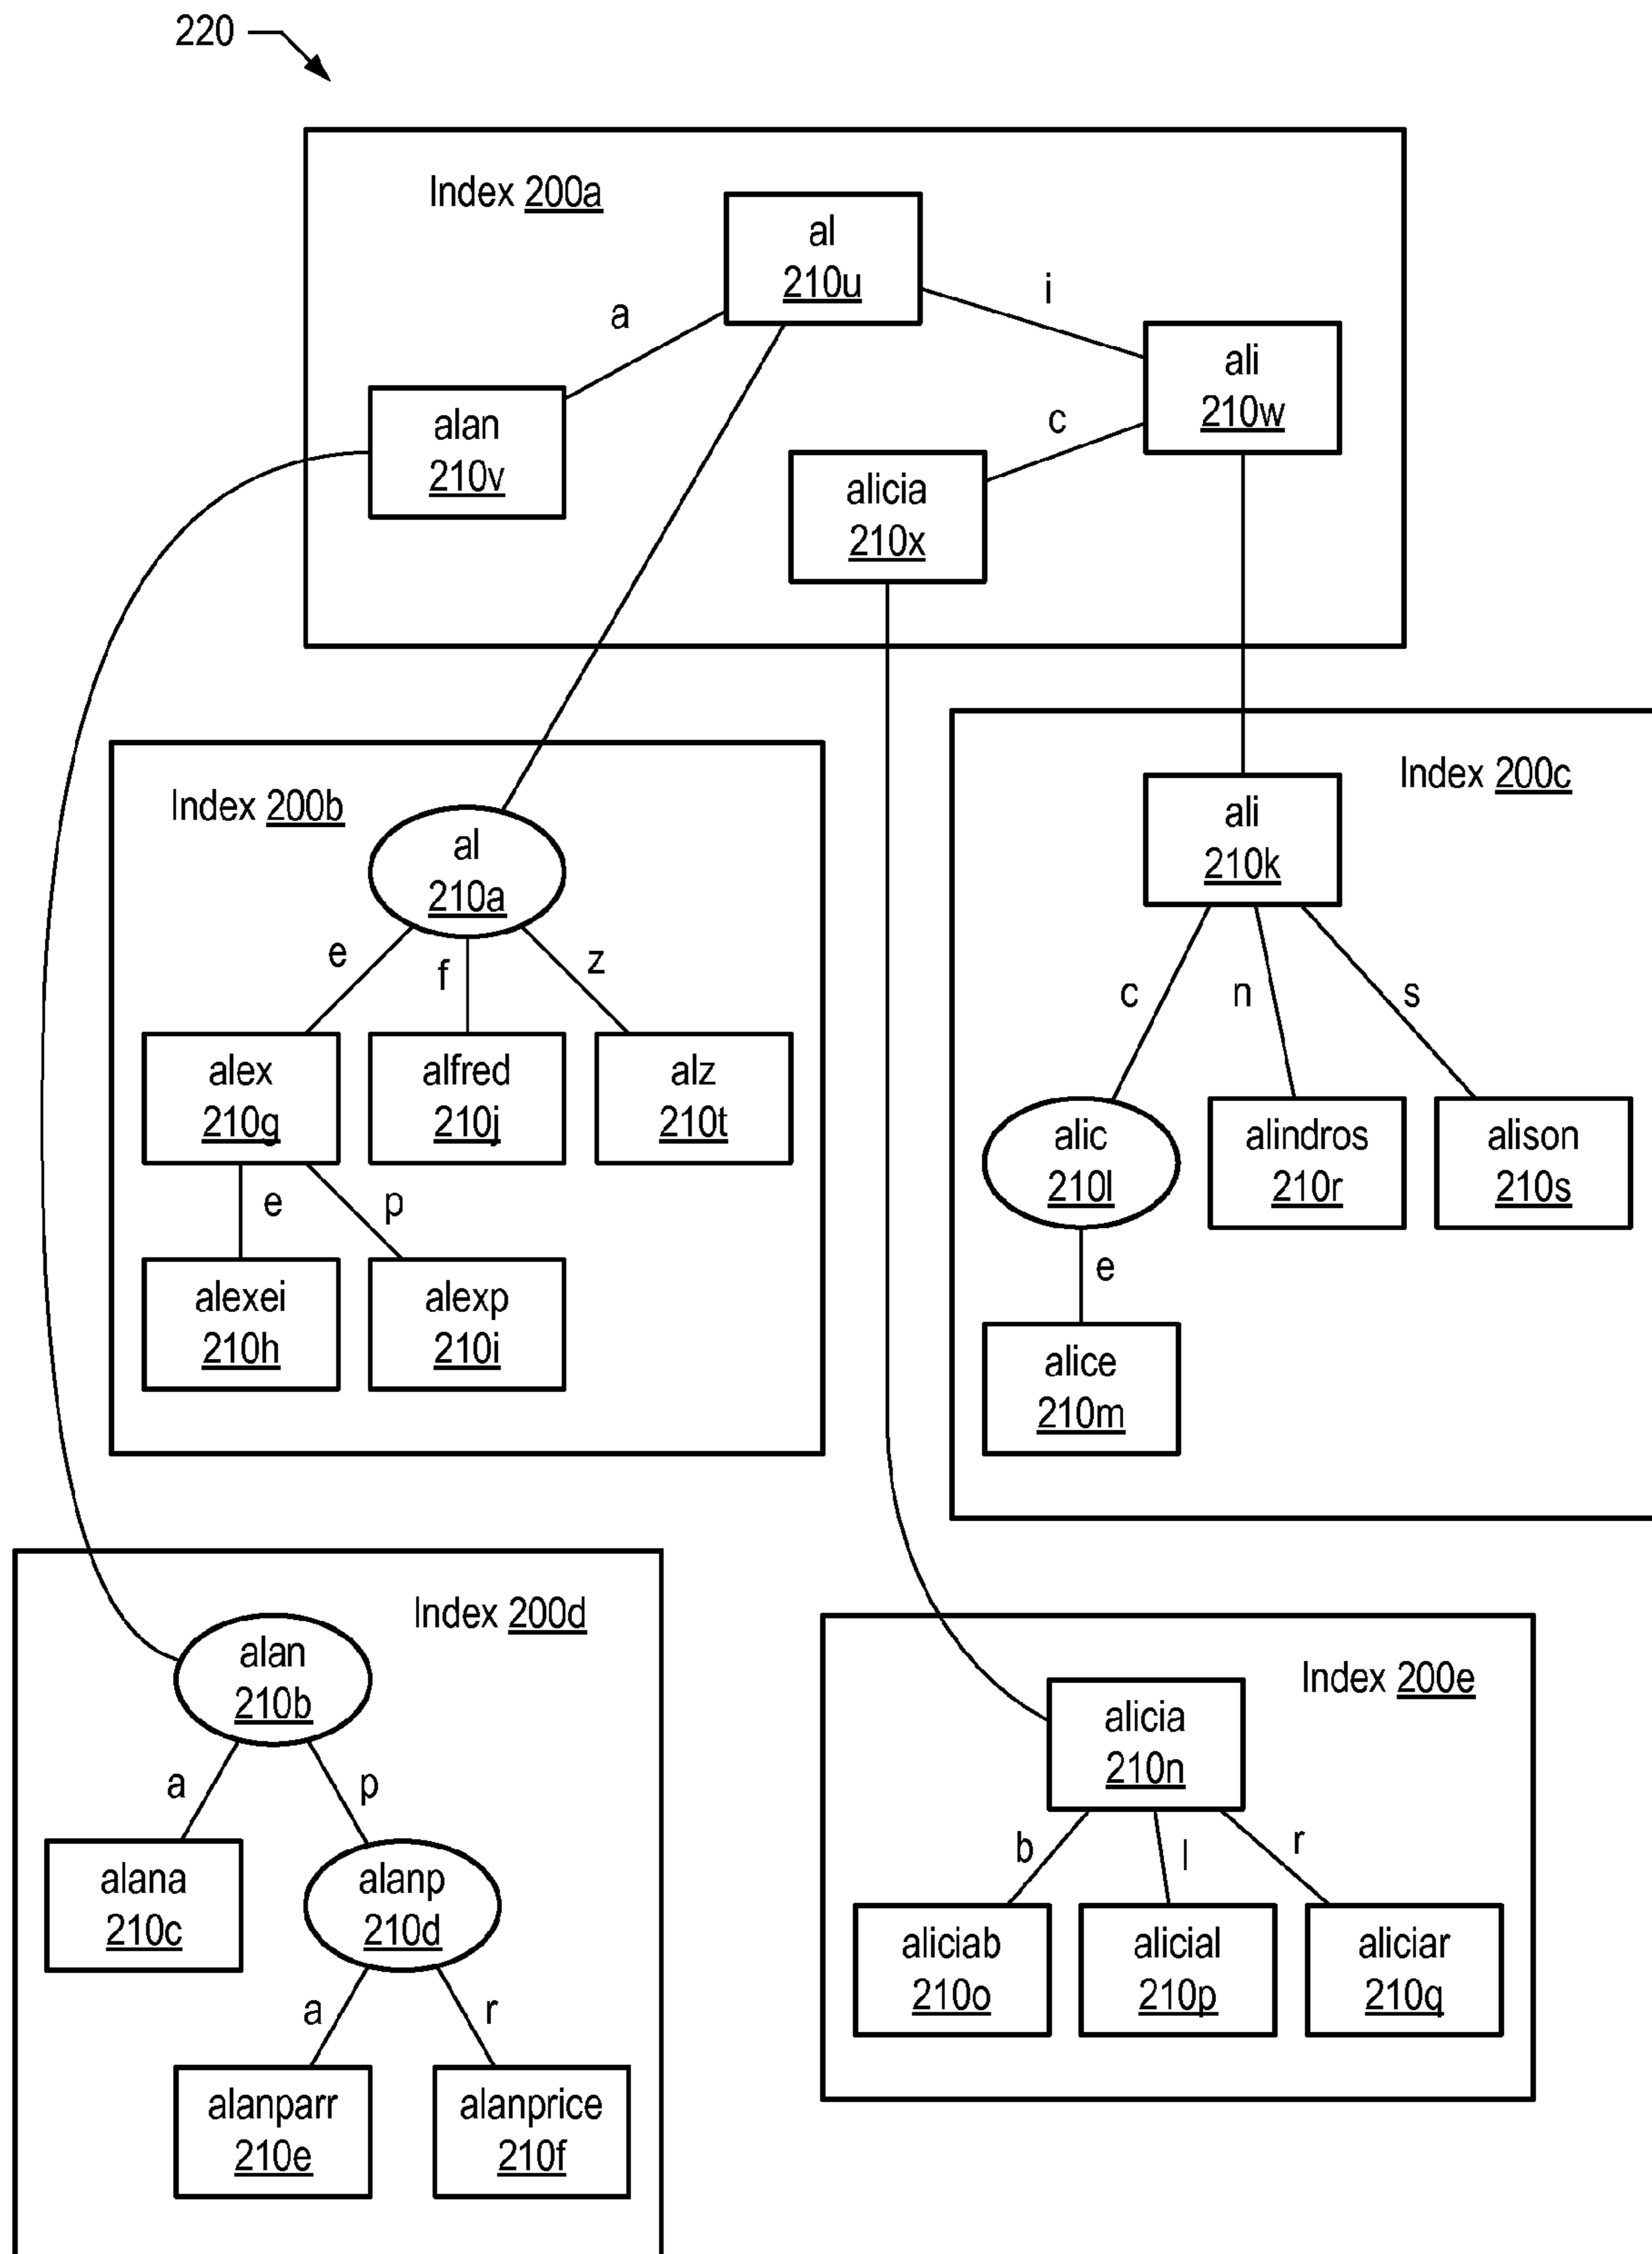 220
Index 200a
al
210u
a
i
alan
210v
ali
210w
c
alicia
210x
Index 200b
al
210a
e
f
z
alex
210g
alfred
210j
alz
210t
e
p
alexei
210h
alexp
210i
Index 200c
ali
210k
c
n
s
alic
210l
alindros
210r
alison
210s
e
alice
210m
Index 200d
alan
210b
a
p
alana
210c
alanp
210d
a
r
alanparr
210e
alanprice
210f
Index 200e
alicia
210n
b
l
r
aliciab
210o
alicial
210p
aliciar
210q